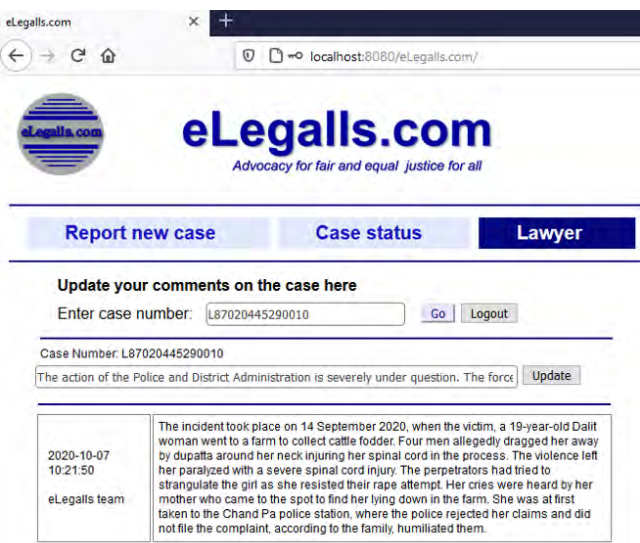 eLegalls.com
localhost:8080/eLegalls.com/
eLegalls.com
eLegalls.com
Advocacy for fair and equal justice for all
Report new case
Case status
Lawyer
Update your comments on the case here
Enter case number:
L87020445290010
Go
Logout
Case Number: L87020445290010
The action of the Police and District Administration is severely under question. The force
Update
2020-10-07
10:21:50
eLegalls team
The incident took place on 14 September 2020, when the victim, a 19-year-old Dalit
woman went to a farm to collect cattle fodder. Four men allegedly dragged her away
by dupatta around her neck injuring her spinal cord in the process. The violence left
her paralyzed with a severe spinal cord injury. The perpetrators had tried to
strangulate the girl as she resisted their rape attempt. Her cries were heard by her
mother who came to the spot to find her lying down in the farm. She was at first
taken to the Chand Pa police station, where the police rejected her claims and did
not file the complaint, according to the family, humiliated them.